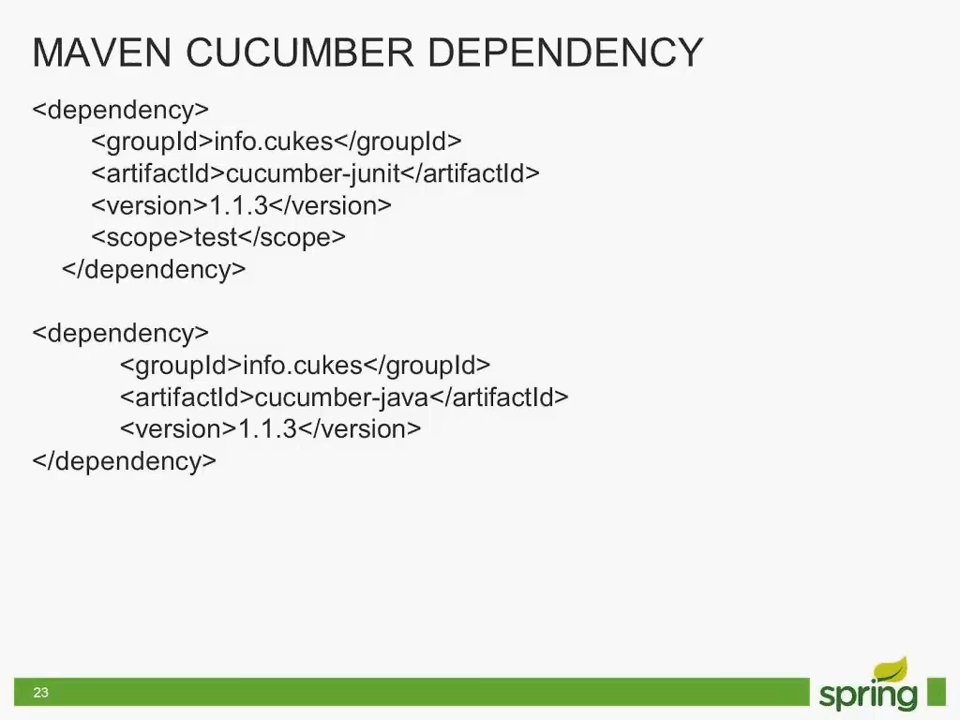 MAVEN CUCUMBER DEPENDENCY
<dependency>
<groupId>info.cukes</groupId>
<artifactId>cucumber-junit</artifactId>
<version>1.1.3</version>
<scope>test</scope>
</dependency>
<dependency>
<groupId>info.cukes</groupId>
<artifactId>cucumber-java</artifactId>
<version>1.1.3</version>
</dependency>
23
spring